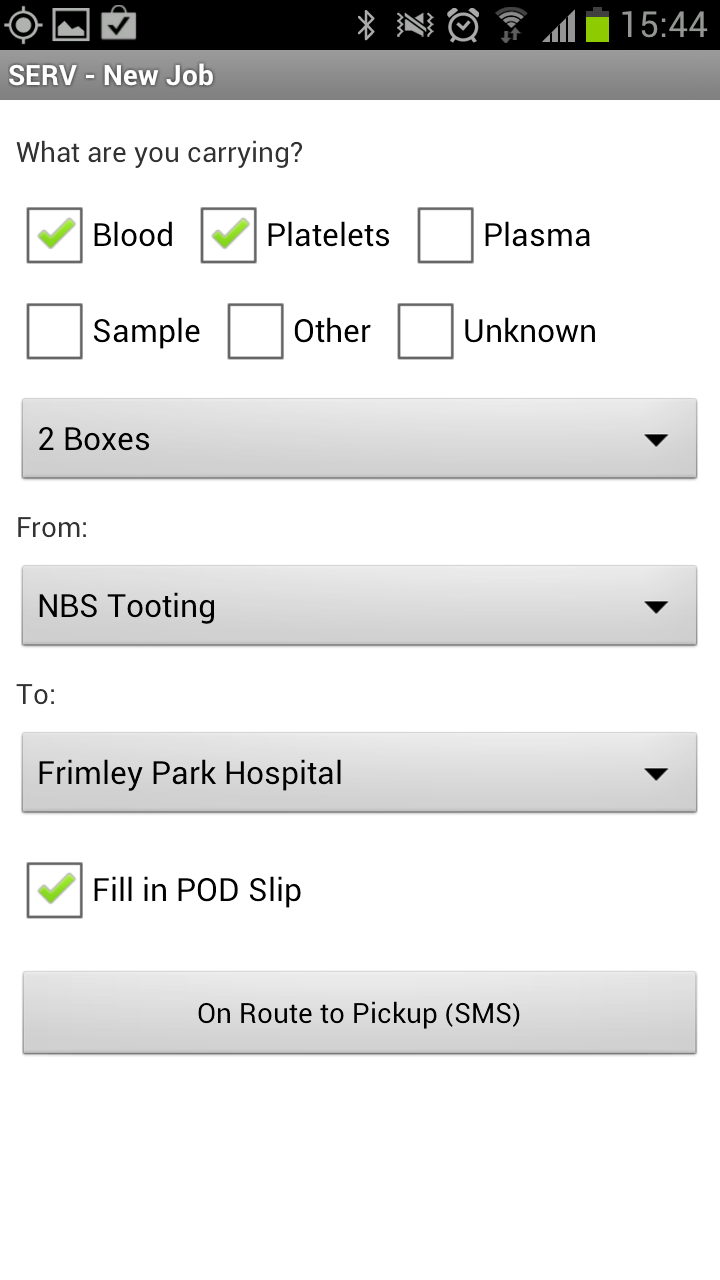 15:44
SERV - New Job
What are you carrying?
Blood Platelets Plasma
Sample Other Unknown
2 Boxes
From:
NBS Tooting
To:
Frimley Park Hospital
Fill in POD Slip
On Route to Pickup (SMS)